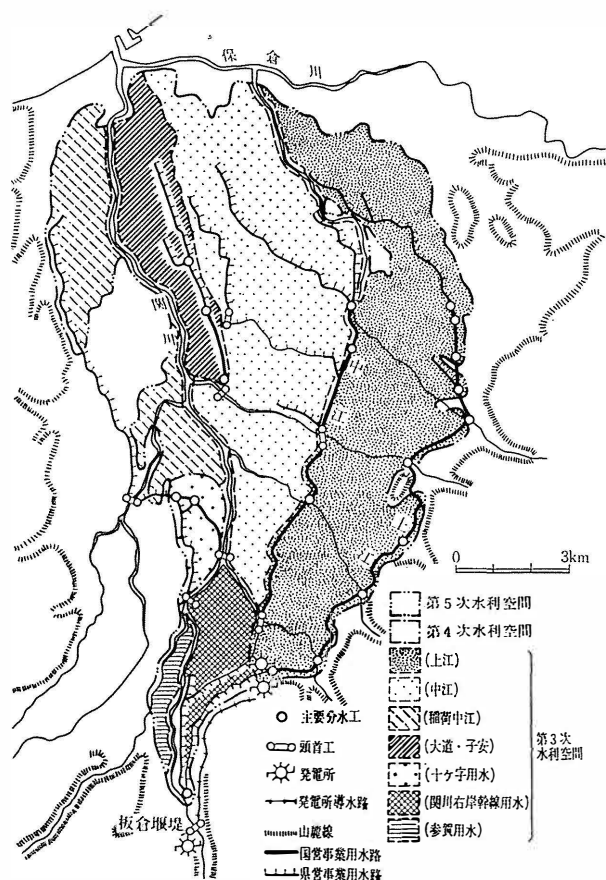 保倉川
関川
中江
上江
0 3km
第5次水利空間
第4次水利空間
(上江)
(中江)
(稲荷中江)
(大道・子安)
(十ケ字用水)
(関川右岸幹線用水)
(参賀用水)
第3次
水利空間
主要分水工
頭首工
発電所
発電所導水路
山麓線
国営事業用水路
県営事業用水路
板倉堰堤